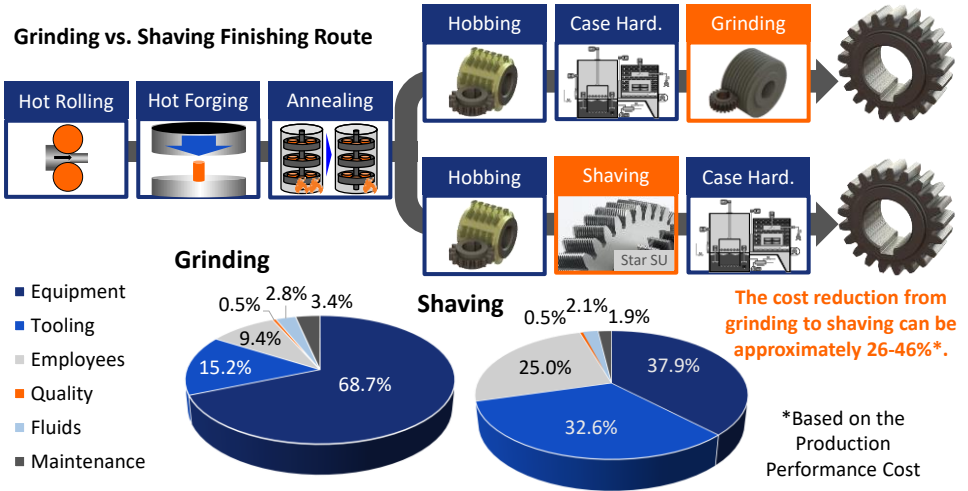 Grinding vs. Shaving Finishing Route
Hot Rolling
Hot Forging
Annealing
Hobbing
Case Hard.
Grinding
Hobbing
Shaving
Case Hard.
Star SU
Grinding
Equipment
Tooling
Employees
Quality
Fluids
Maintenance
0.5%
2.8%
3.4%
9.4%
15.2%
68.7%
Shaving
0.5%
2.1%
1.9%
25.0%
37.9%
32.6%
The cost reduction from
grinding to shaving can be
approximately 26-46%*.
*Based on the
Production
Performance Cost